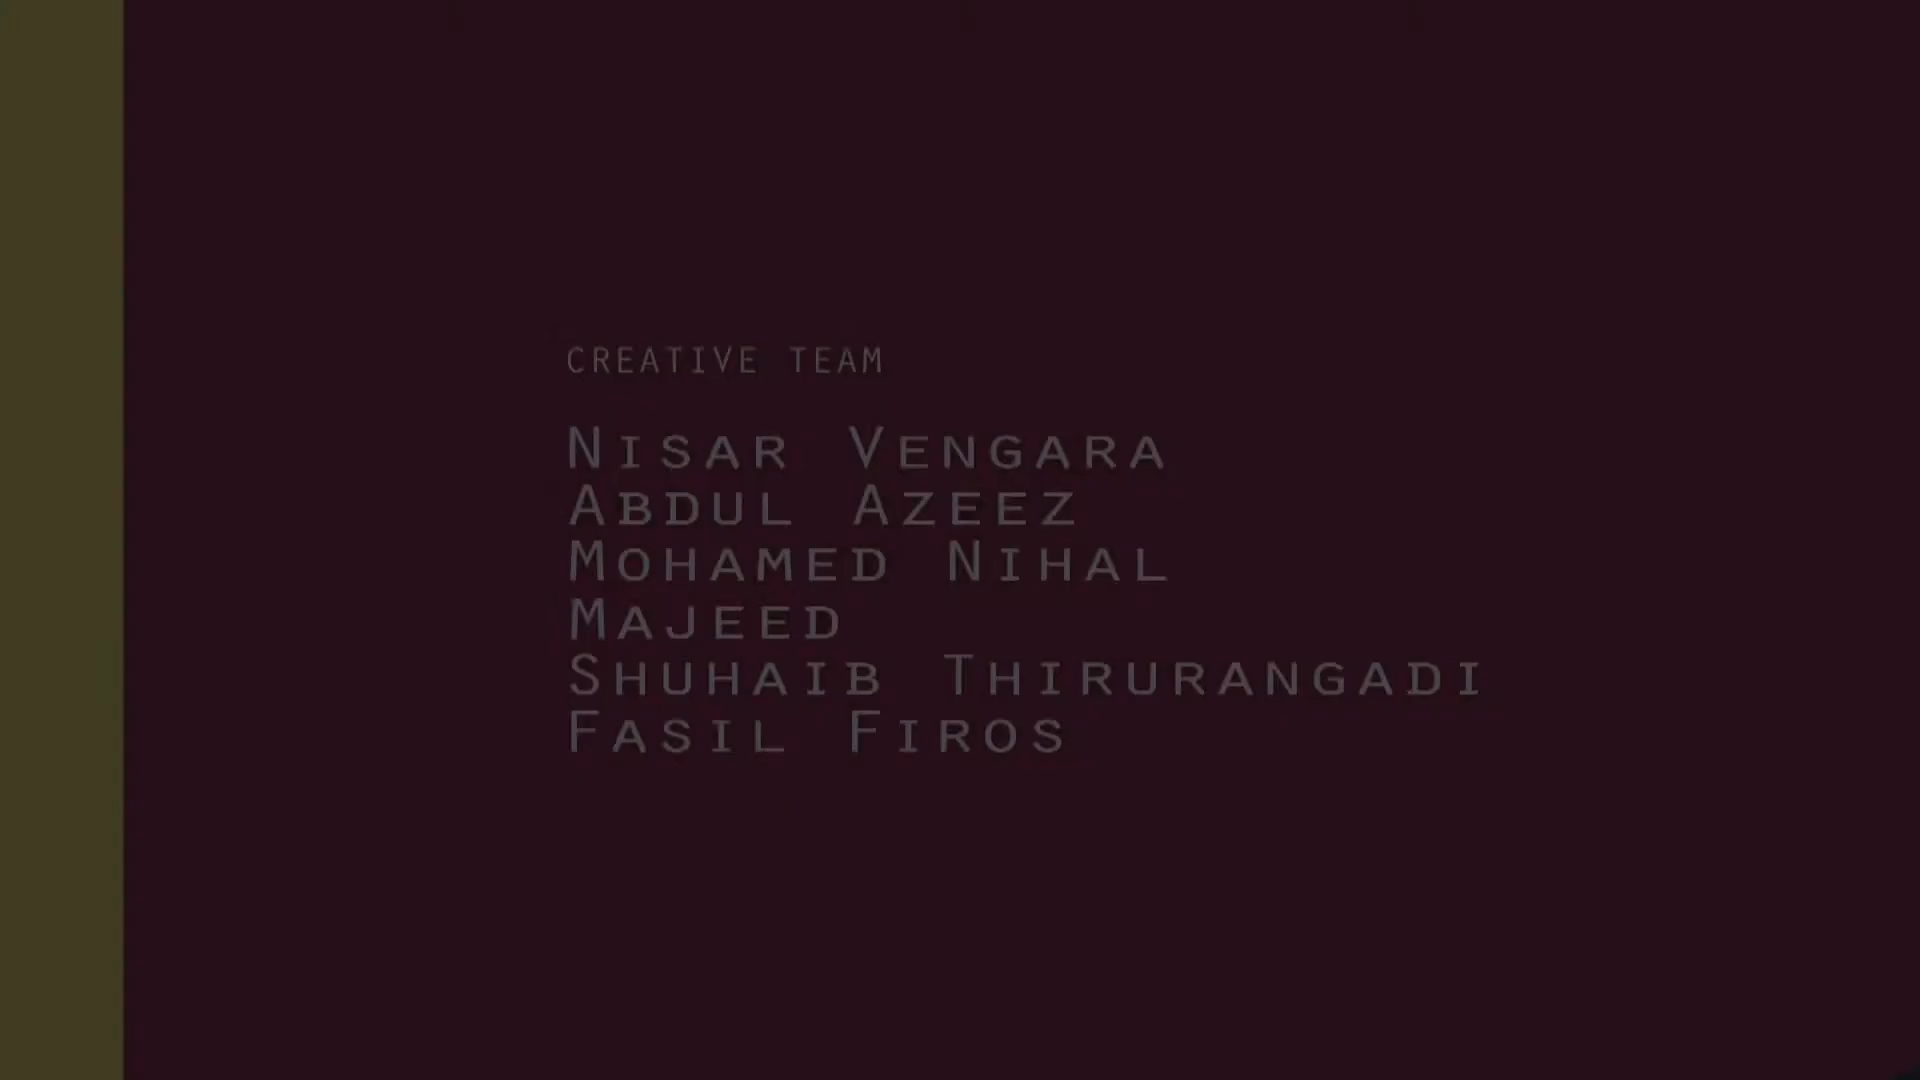 CREATIVE TEAM
NISAR VENGARA
ABDUL AZEEZ
MOHAMED NIHAL
MAJEED
SHUHAIB THIRURANGADI
FASIL FIROS